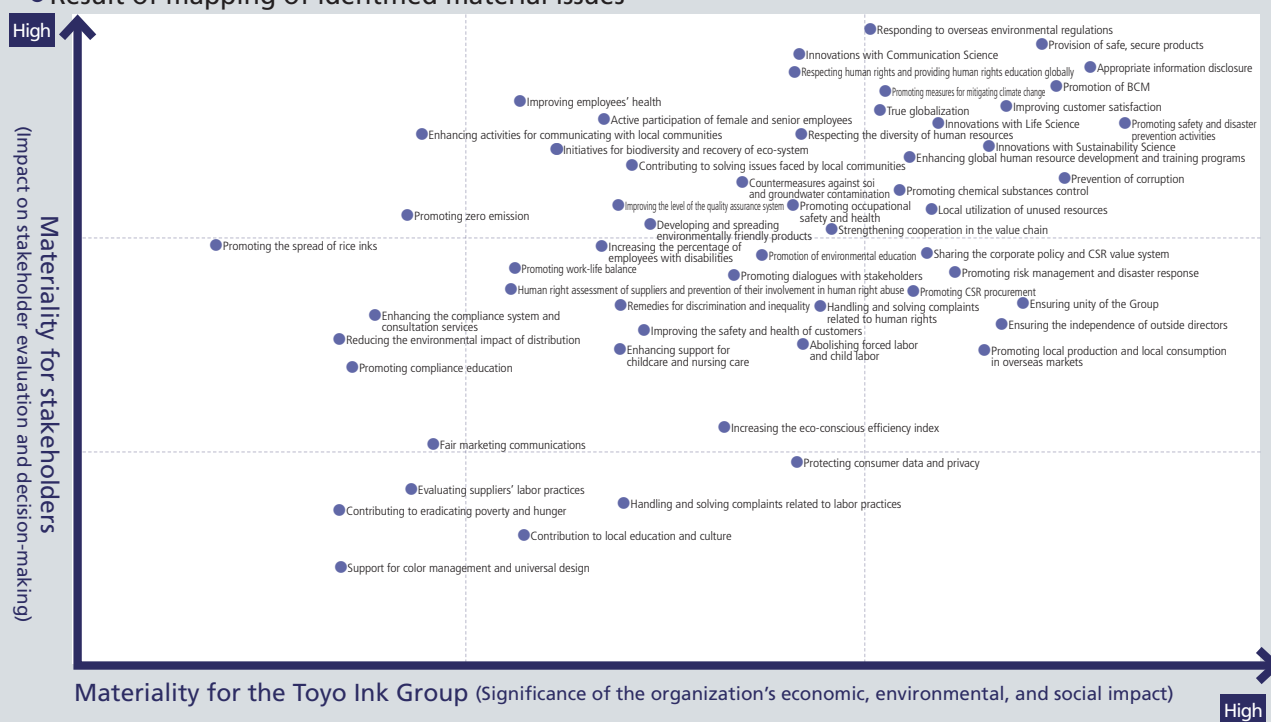 Result of mapping of identified material issues
High
Responding to overseas environmental regulations
Provision of safe, secure products
Innovations with Communication Science
Appropriate information disclosure
Respecting human rights and providing human rights education globally
Promotion of BCM
Promoting measures for mitigating climate change
Improving employees' health
Improving customer satisfaction
True globalization
Active participation of female and senior employees
Innovations with Life Science
Promoting safety and disaster
prevention activities
Enhancing activities for communicating with local communities
Respecting the diversity of human resources
Initiatives for biodiversity and recovery of eco-system
Innovations with Sustainability Science
Enhancing global human resource development and training programs
Contributing to solving issues faced by local communities
Countermeasures against soi
and groundwater contamination
Prevention of corruption
Promoting chemical substances control
Improving the level of the quality assurance system
Promoting occupational
safety and health
Local utilization of unused resources
Promoting zero emission
Developing and spreading
environmentally friendly products
Strengthening cooperation in the value chain
Promoting the spread of rice inks
Increasing the percentage of
employees with disabilities
Promotion of environmental education
Sharing the corporate policy and CSR value system
Promoting work-life balance
Promoting dialogues with stakeholders
Promoting risk management and disaster response
Human right assessment of suppliers and prevention of their involvement in human right abuse
Promoting CSR procurement
Remedies for discrimination and inequality
Handling and solving complaints
related to human rights
Ensuring unity of the Group
Enhancing the compliance system and
consultation services
Improving the safety and health of customers
Ensuring the independence of outside directors
Reducing the environmental impact of distribution
Enhancing support for
childcare and nursing care
Abolishing forced labor
and child labor
Promoting local production and local consumption
in overseas markets
Promoting compliance education
Increasing the eco-conscious efficiency index
Fair marketing communications
Protecting consumer data and privacy
Evaluating suppliers' labor practices
Contributing to eradicating poverty and hunger
Handling and solving complaints related to labor practices
Contribution to local education and culture
Support for color management and universal design
Materiality for stakeholders
(Impact on stakeholder evaluation and decision-making)
Materiality for the Toyo Ink Group (Significance of the organization's economic, environmental, and social impact)
High